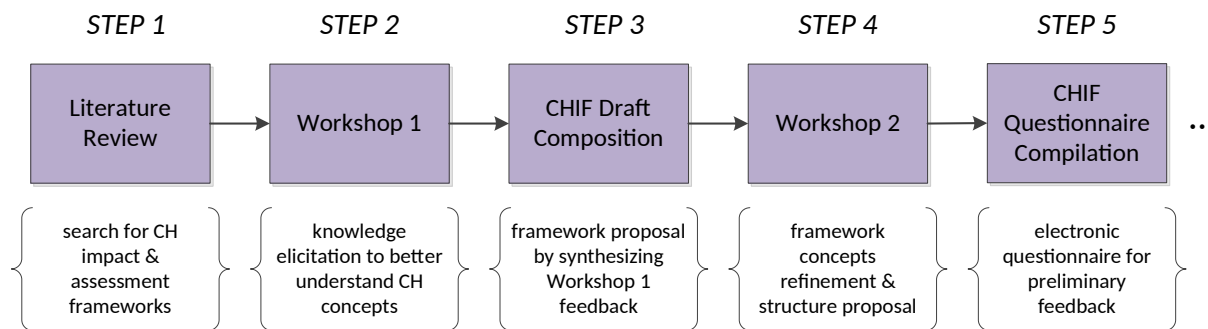 STEP 1
STEP 2
STEP 3
STEP 4
STEP 5
Literature
Review
Workshop 1
CHIF Draft
Composition
Workshop 2
CHIF
Questionnaire
Compilation
..
search for CH
impact &
assessment
frameworks
knowledge
elicitation to better
understand CH
concepts
framework proposal
by synthesizing
Workshop 1
feedback
framework
concepts
refinement &
structure proposal
electronic
questionnaire for
preliminary
feedback